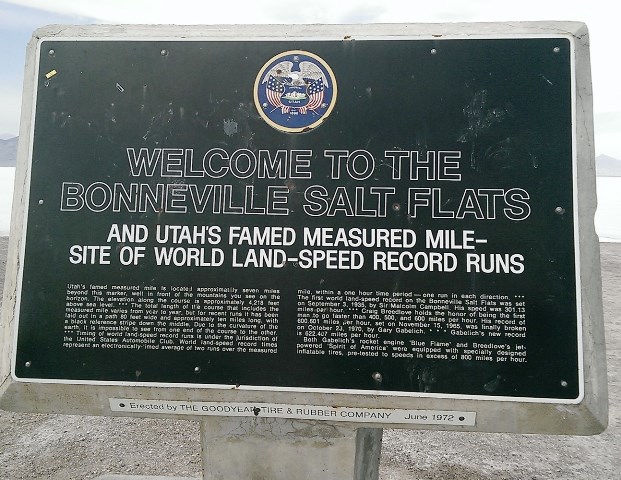 UTAH
WELCOME TO THE
BONNEVILLE SALT FLATS
AND UTAH'S FAMED MEASURED MILE-
SITE OF WORLD LAND-SPEED RECORD RUNS
Utah's famed measured mile is located approximatily seven miles
beyond this marker, well in front of the mountains you see on the
horizon. The elevation along the course is approximately 4,218 feet
above sea level. *** The total length of the course that includes the
measured mile varies from year to year, but for recent runs it has been
laid out in a path 80 feet wide and approximately ten miles long, with
a black reference stripe down the middle. Due to the curvature of the
earth, it is impossible to see from one end of the course to the other.
*** Timing of world land-speed record runs is under the jurisdiction of
the United States Automobile Club. World land-speed record times
represent an electronically-timed average of two runs over the measured
mile, within a one hour time period — one run in each direction. ***
The first world land-speed record on the Bonneville Salt Flats was set
on September 3, 1935, by Sir Malcolm Campbell. His speed was 301.13
miles per hour. *** Craig Breedlove holds the honor of being the first
man to go faster than 400, 500, and 600 miles per hour. His record of
600.601 miles per hour, set on November 15, 1965, was finally broken
on October 23, 1970, by Gary Gabelich. *** Gabelich's new record
is 622.407 miles per hour.
Both Gabelich's rocket engine 'Blue Flame' and Breedlove's jet-
powered 'Spirit of America' were equipped with specially designed
inflatable tires, pre-tested to speeds in excess of 800 miles per hour.
Erected by THE GOODYEAR TIRE & RUBBER COMPANY June 1972